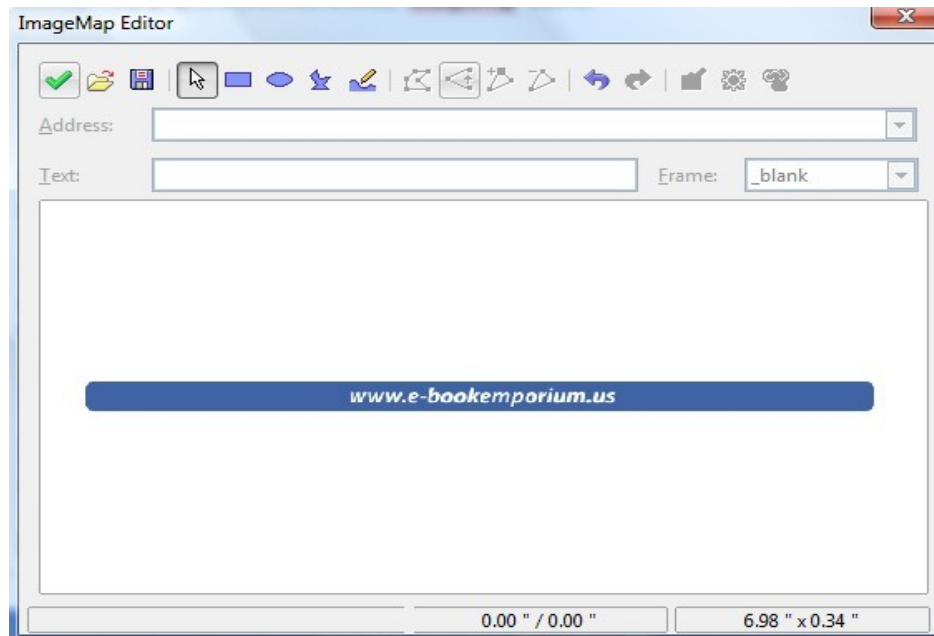 ImageMap Editor
Address:
Text:
Frame: _blank
www.e-bookemporium.us
0.00 " / 0.00 "
6.98 " x 0.34 "